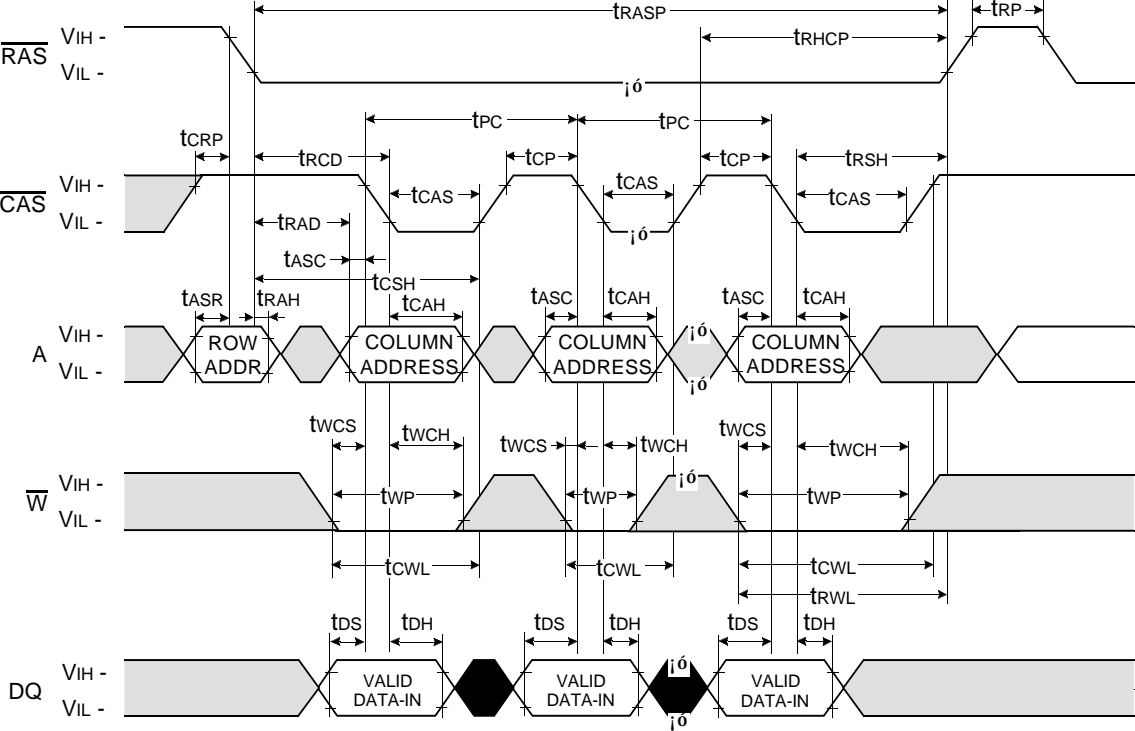 tRASP
tRP
RAS
VIH -
VIL -
tRHCP
¡ó
tCRP
tPC
tPC
tRCD
tCP
tCP
tRSH
CAS
VIH -
VIL -
tCAS
tCAS
tCAS
tRAD
¡ó
tASC
tCSH
tASR
tRAH
tCAH
tASC
tCAH
tASC
tCAH
A
VIH -
VIL -
ROW
ADDR.
COLUMN
ADDRESS
COLUMN
ADDRESS
¡ó
¡ó
COLUMN
ADDRESS
tWCS
tWCH
tWCS
tWCH
tWCS
tWCH
W
VIH -
VIL -
tWP
tWP
¡ó
tWP
tCWL
tCWL
tCWL
tRWL
tDS
tDH
tDS
tDH
tDS
tDH
DQ
VIH -
VIL -
VALID
DATA-IN
VALID
DATA-IN
¡ó
¡ó
VALID
DATA-IN